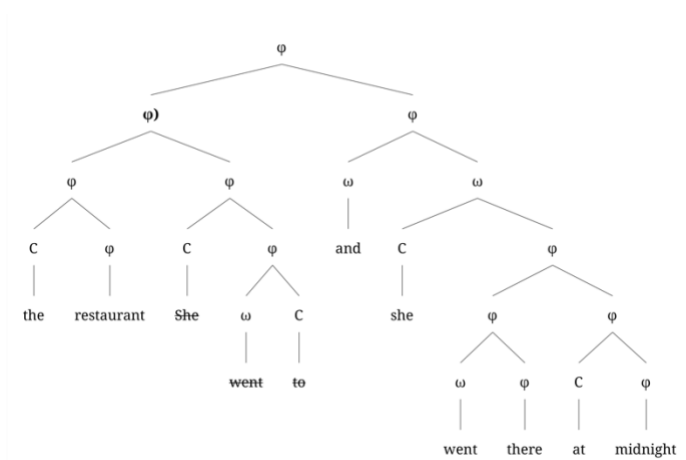 φ
φ) φ
φ φ ω ω
C φ C φ and C φ
the restaurant She ω C she φ φ
went to ω φ C φ
went there at midnight